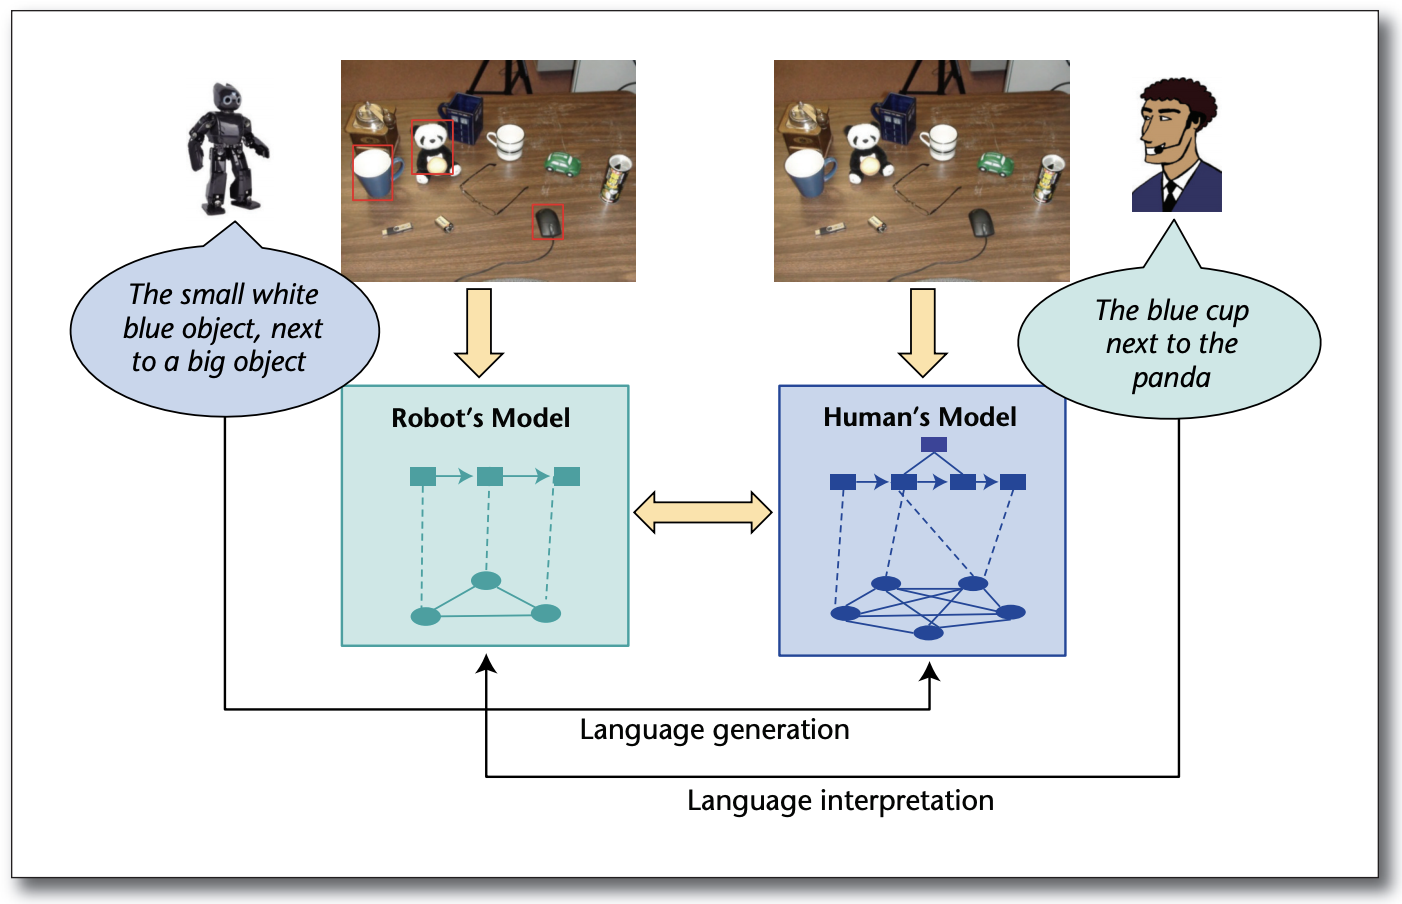 The small white
blue object, next
to a big object
The blue cup
next to the
panda
Robot's Model
Human's Model
Language generation
Language interpretation